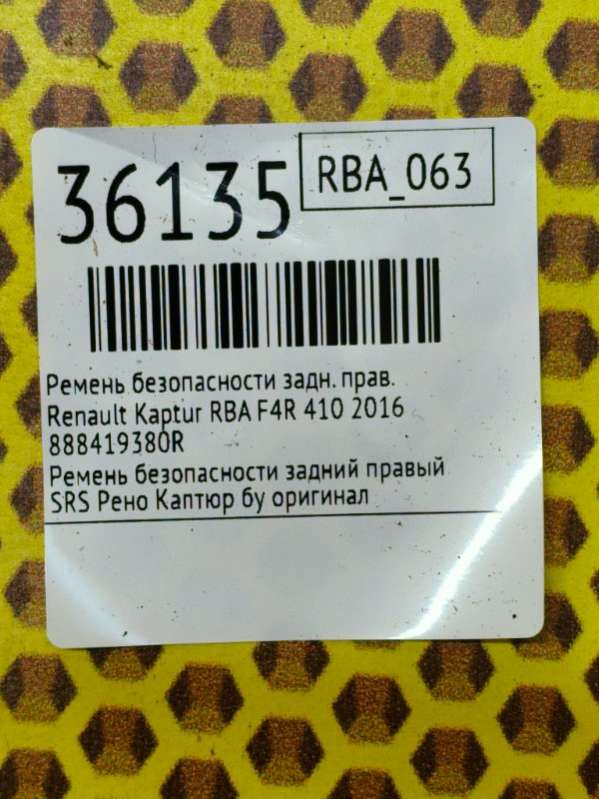 36135
RBA_063
Ремень безопасности задн. прав.
Renault Kaptur RBA F4R 410 2016
888419380R
Ремень безопасности задний правый
SRS Рено Каптюр бу оригинал